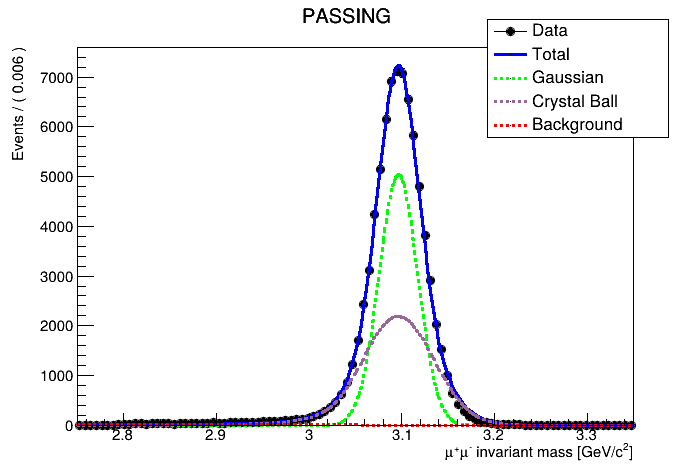 PASSING
Data
Total
Gaussian
Crystal Ball
Background
Events / ( 0.006 )
7000
6000
5000
4000
3000
2000
1000
0
2.8 2.9 3 3.1 3.2 3.3
μ⁺μ⁻ invariant mass [GeV/c²]